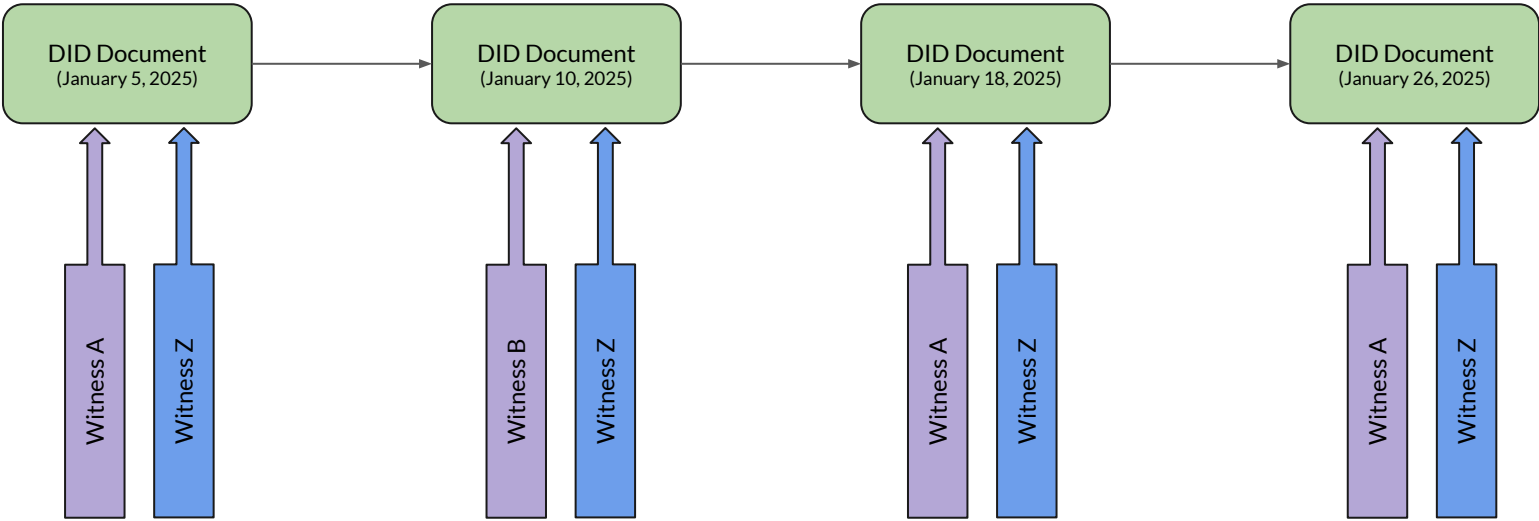 DID Document
(January 5, 2025)
DID Document
(January 10, 2025)
DID Document
(January 18, 2025)
DID Document
(January 26, 2025)
Witness A
Witness Z
Witness B
Witness Z
Witness A
Witness Z
Witness A
Witness Z